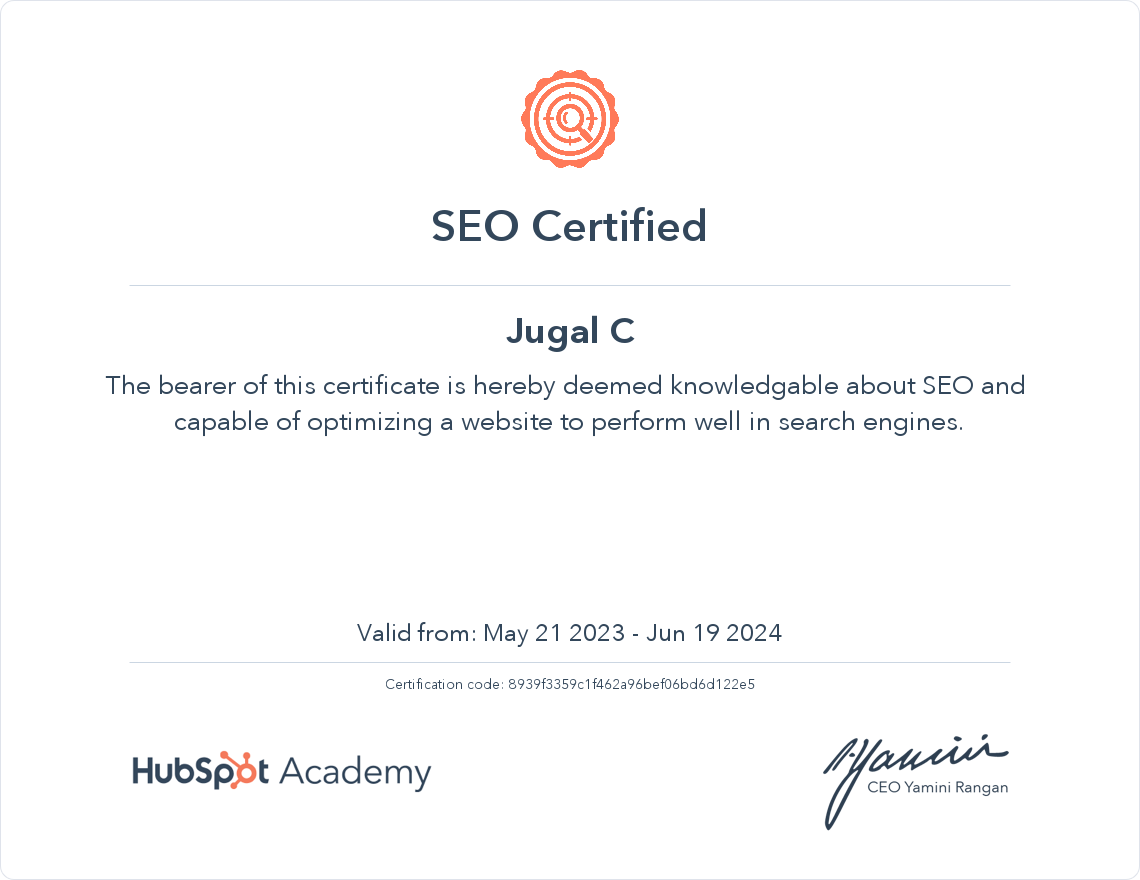 SEO Certified
Jugal C
The bearer of this certificate is hereby deemed knowledgable about SEO and
capable of optimizing a website to perform well in search engines.
Valid from: May 21 2023 - Jun 19 2024
Certification code: 8939f3359c1f462a96bef06bd6d122e5
HubSpot Academy
CEO Yamini Rangan